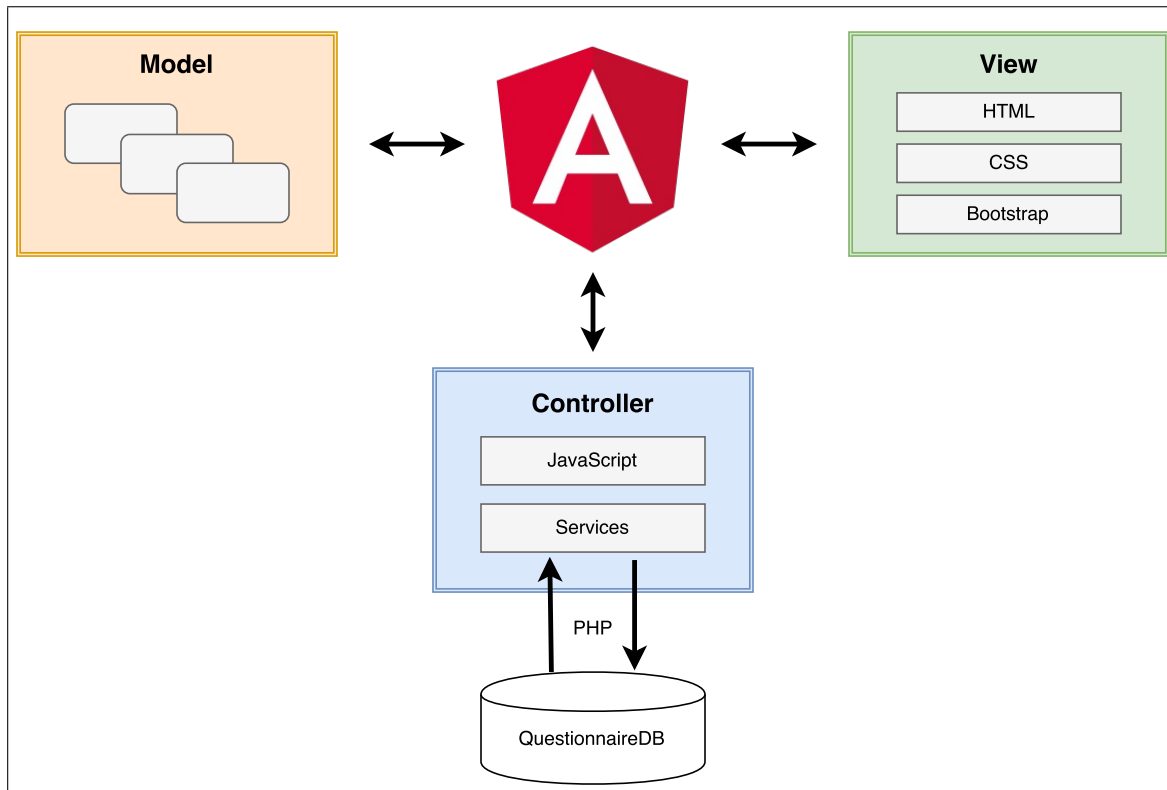 Model
A
View
HTML
CSS
Bootstrap
Controller
JavaScript
Services
PHP
QuestionnaireDB